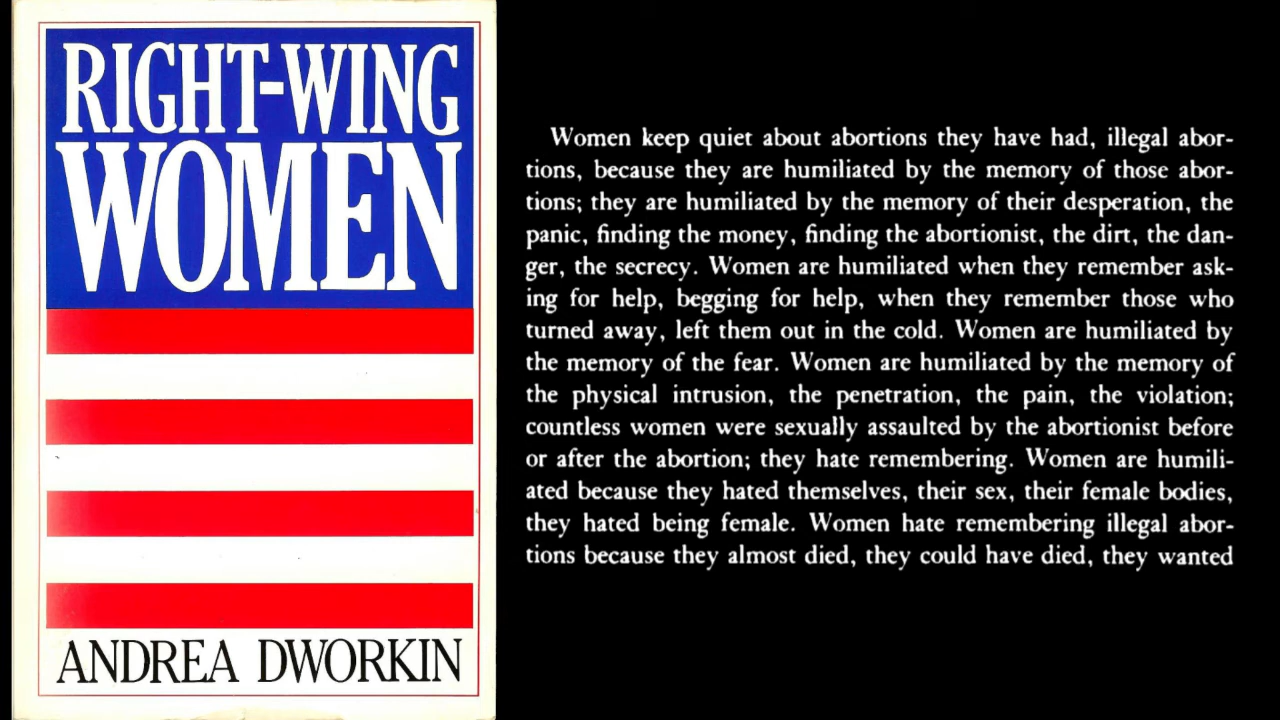 RIGHT-WING
WOMEN
ANDREA DWORKIN
Women keep quiet about abortions they have had, illegal abor-
tions, because they are humiliated by the memory of those abor-
tions; they are humiliated by the memory of their desperation, the
panic, finding the money, finding the abortionist, the dirt, the dan-
ger, the secrecy. Women are humiliated when they remember ask-
ing for help, begging for help, when they remember those who
turned away, left them out in the cold. Women are humiliated by
the memory of the fear. Women are humiliated by the memory of
the physical intrusion, the penetration, the pain, the violation;
countless women were sexually assaulted by the abortionist before
or after the abortion; they hate remembering. Women are humili-
ated because they hated themselves, their sex, their female bodies,
they hated being female. Women hate remembering illegal abor-
tions because they almost died, they could have died, they wanted